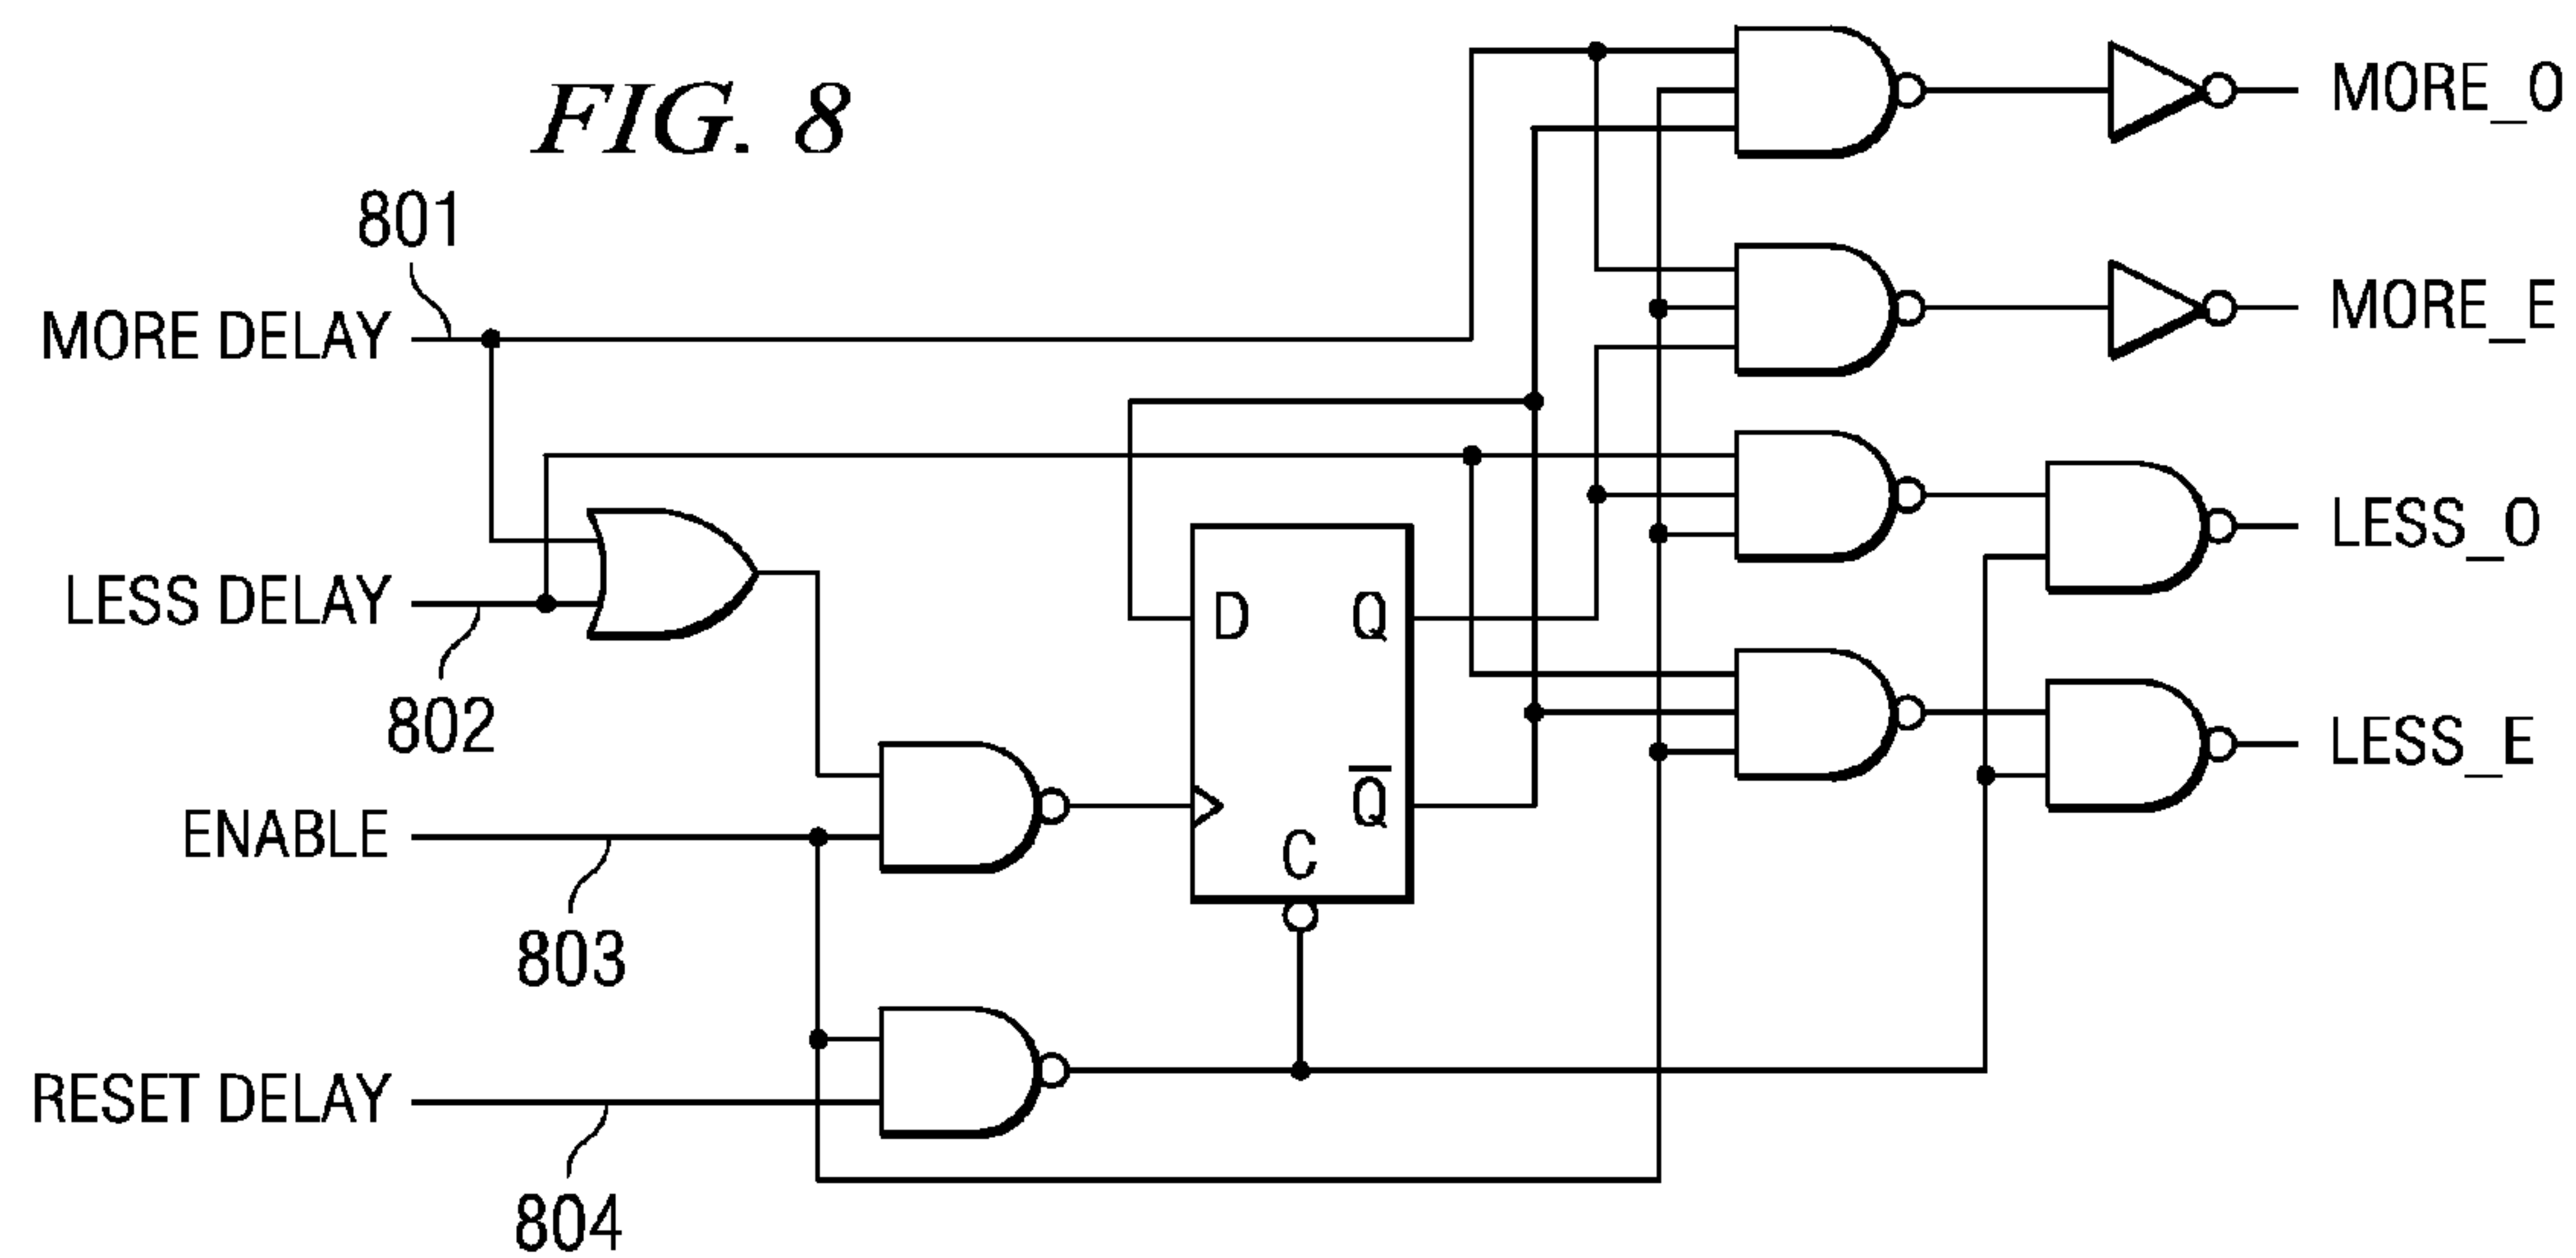 FIG. 8
801
MORE DELAY
LESS DELAY
802
ENABLE
803
RESET DELAY
804
D
Q
Q̅
C
MORE_O
MORE_E
LESS_O
LESS_E